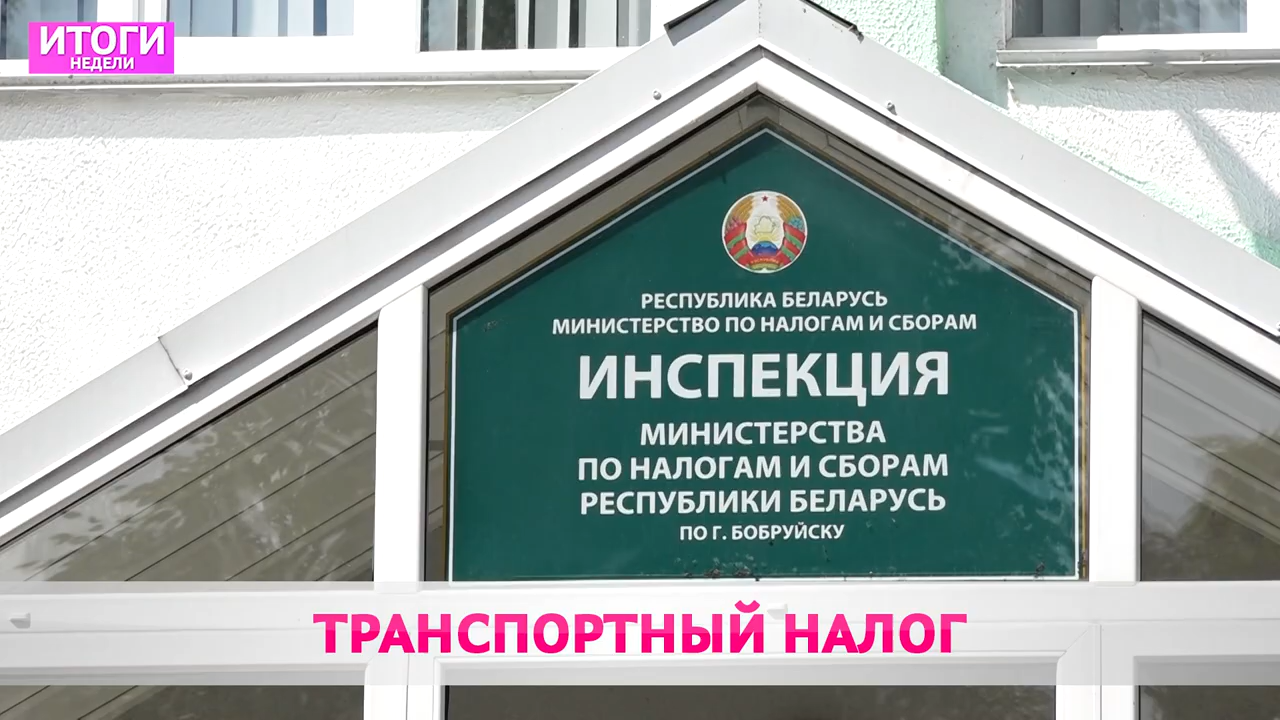 ИТОГИ
НЕДЕЛИ
РЕСПУБЛИКА БЕЛАРУСЬ
МИНИСТЕРСТВО ПО НАЛОГАМ И СБОРАМ
ИНСПЕКЦИЯ
МИНИСТЕРСТВА
ПО НАЛОГАМ И СБОРАМ
РЕСПУБЛИКИ БЕЛАРУСЬ
ПО Г. БОБРУЙСКУ
ТРАНСПОРТНЫЙ НАЛОГ